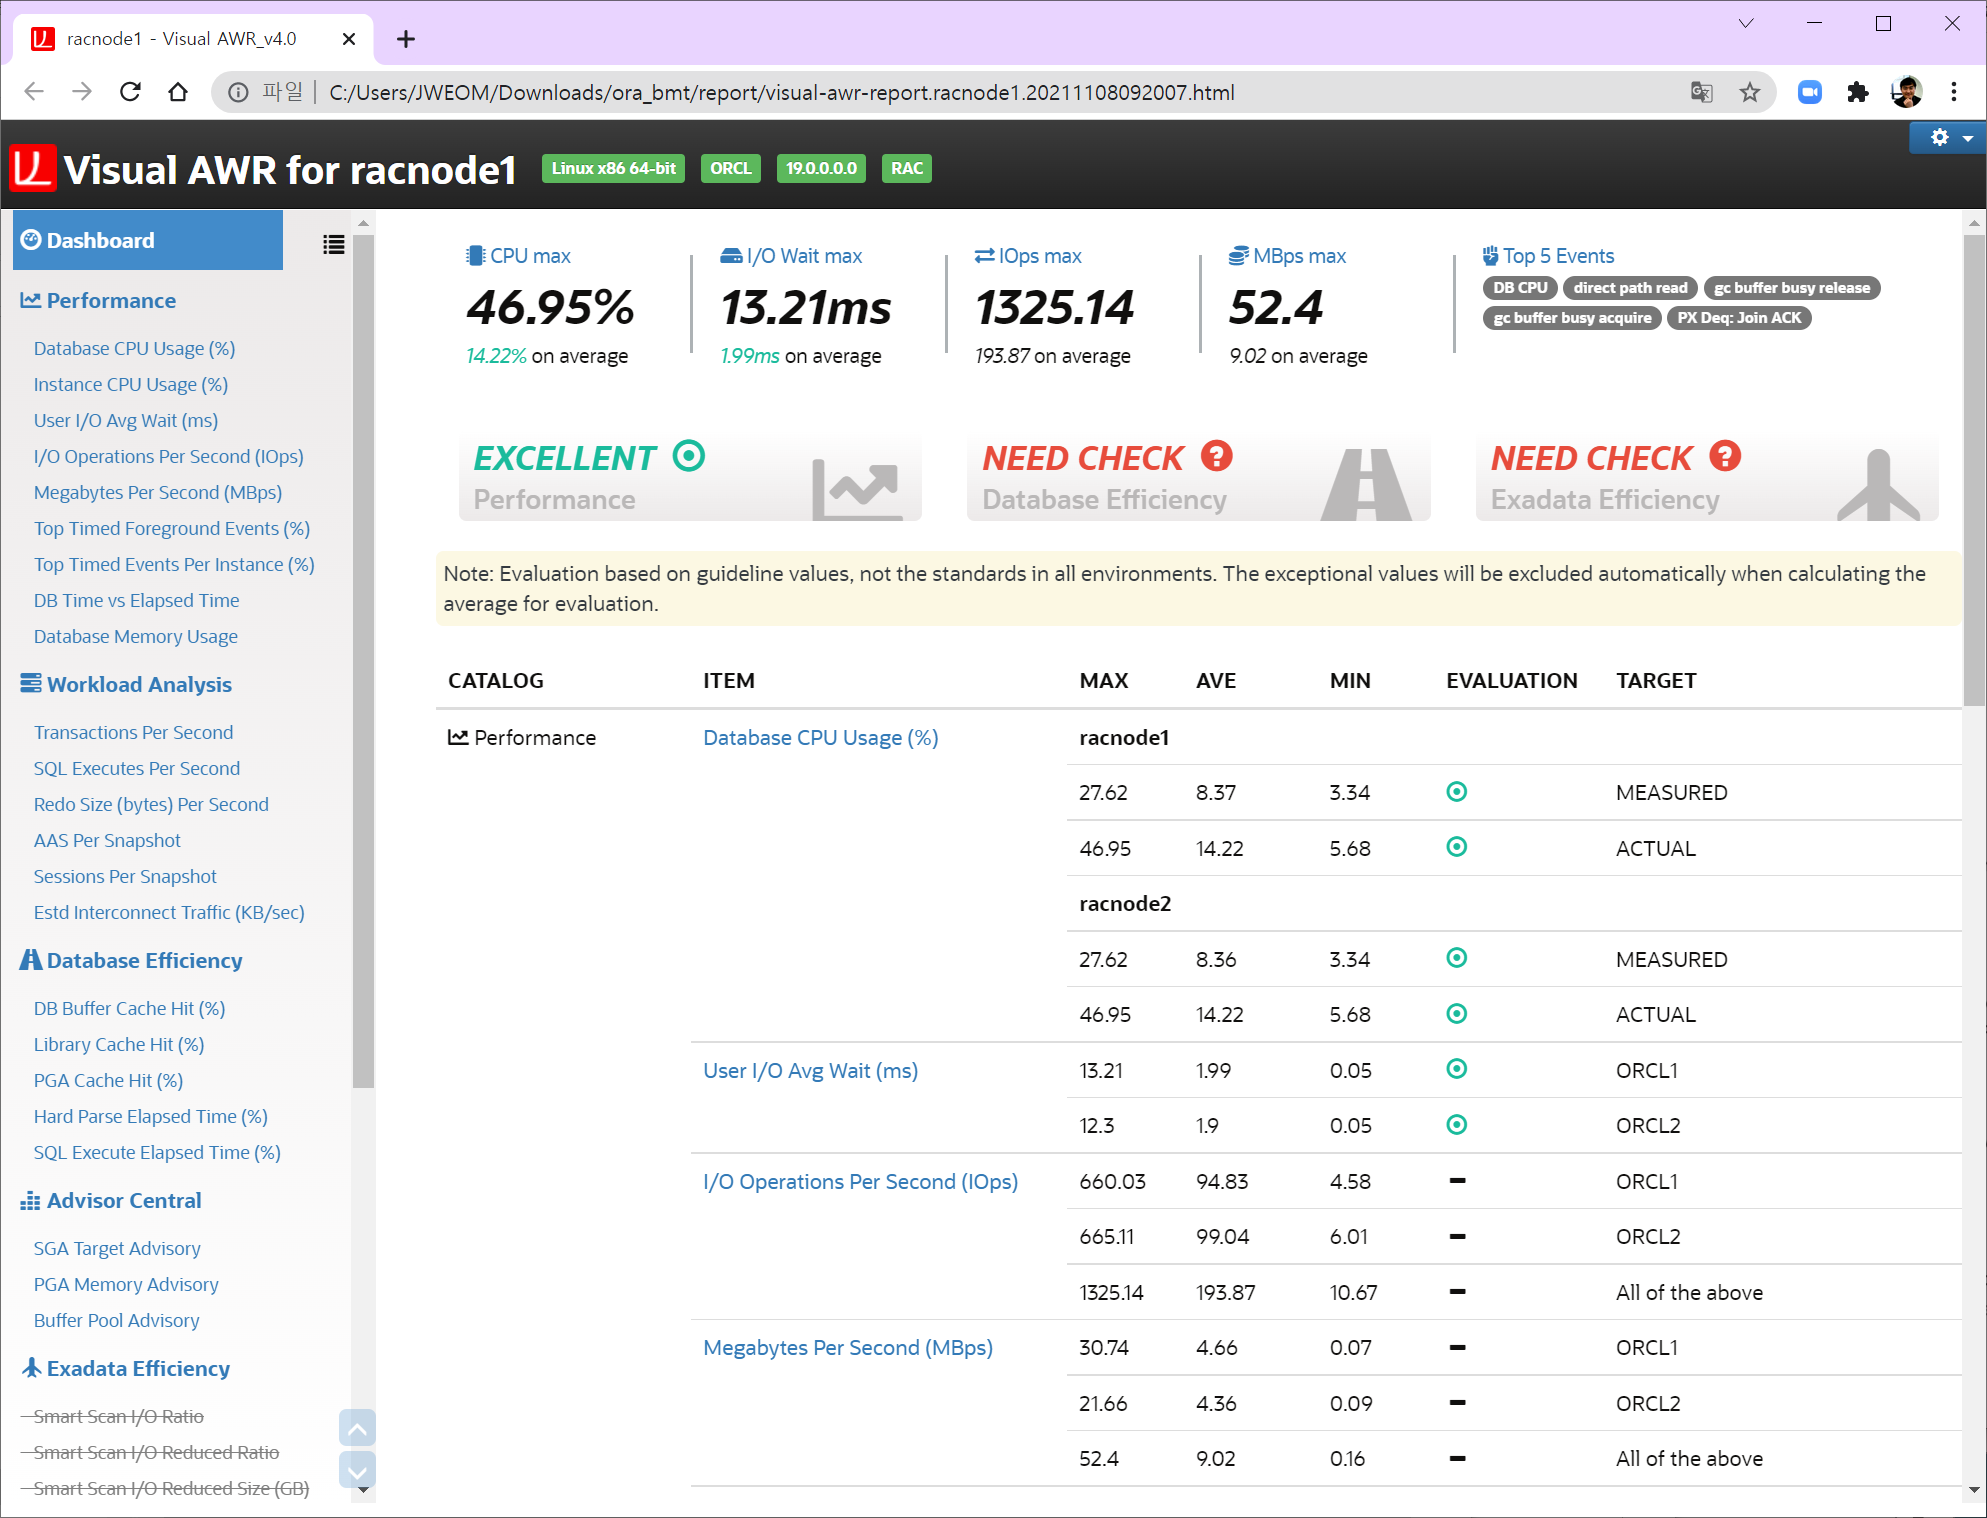 racnode1 - Visual AWR_v4.0
파일 C:/Users/JWEOM/Downloads/ora_bmt/report/visual-awr-report.racnode1.20211108092007.html
Visual AWR for racnode1 Linux x86 64-bit ORCL 19.0.0.0.0 RAC
Dashboard
Performance
Database CPU Usage (%)
Instance CPU Usage (%)
User I/O Avg Wait (ms)
I/O Operations Per Second (IOps)
Megabytes Per Second (MBps)
Top Timed Foreground Events (%)
Top Timed Events Per Instance (%)
DB Time vs Elapsed Time
Database Memory Usage
Workload Analysis
Transactions Per Second
SQL Executes Per Second
Redo Size (bytes) Per Second
AAS Per Snapshot
Sessions Per Snapshot
Estd Interconnect Traffic (KB/sec)
Database Efficiency
DB Buffer Cache Hit (%)
Library Cache Hit (%)
PGA Cache Hit (%)
Hard Parse Elapsed Time (%)
SQL Execute Elapsed Time (%)
Advisor Central
SGA Target Advisory
PGA Memory Advisory
Buffer Pool Advisory
Exadata Efficiency
Smart Scan I/O Ratio
Smart Scan I/O Reduced Ratio
Smart Scan I/O Reduced Size (GB)
CPU max
46.95%
14.22% on average
I/O Wait max
13.21ms
1.99ms on average
IOps max
1325.14
193.87 on average
MBps max
52.4
9.02 on average
Top 5 Events
DB CPU direct path read gc buffer busy release
gc buffer busy acquire PX Deq: Join ACK
EXCELLENT
Performance
NEED CHECK
Database Efficiency
NEED CHECK
Exadata Efficiency
Note: Evaluation based on guideline values, not the standards in all environments. The exceptional values will be excluded automatically when calculating the
average for evaluation.
CATALOG ITEM MAX AVE MIN EVALUATION TARGET
Performance Database CPU Usage (%) racnode1
27.62 8.37 3.34 MEASURED
46.95 14.22 5.68 ACTUAL
racnode2
27.62 8.36 3.34 MEASURED
46.95 14.22 5.68 ACTUAL
User I/O Avg Wait (ms) 13.21 1.99 0.05 ORCL1
12.3 1.9 0.05 ORCL2
I/O Operations Per Second (IOps) 660.03 94.83 4.58 ORCL1
665.11 99.04 6.01 ORCL2
1325.14 193.87 10.67 All of the above
Megabytes Per Second (MBps) 30.74 4.66 0.07 ORCL1
21.66 4.36 0.09 ORCL2
52.4 9.02 0.16 All of the above